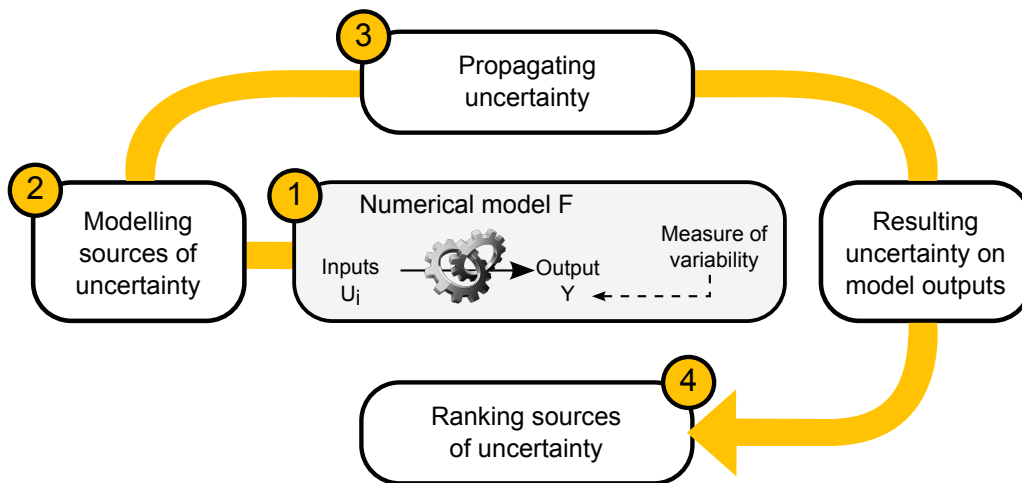 3
Propagating
uncertainty
2
Modelling
sources of
uncertainty
1
Numerical model F
Inputs
Ui
Output
Y
Measure of
variability
Resulting
uncertainty on
model outputs
4
Ranking sources
of uncertainty